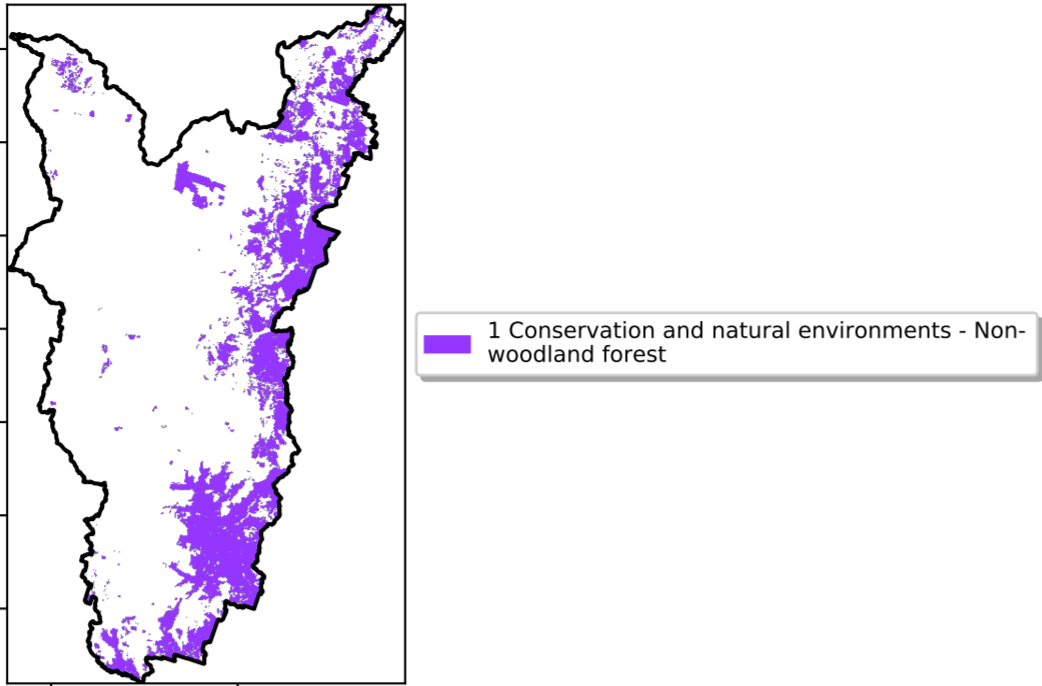 1 Conservation and natural environments - Non-
woodland forest